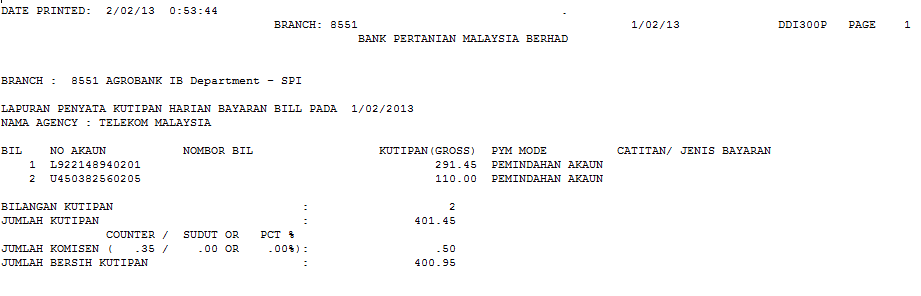 DATE PRINTED: 2/02/13 0:53:44 .
BRANCH: 8551 1/02/13 DDI300P PAGE 1
BANK PERTANIAN MALAYSIA BERHAD
BRANCH : 8551 AGROBANK IB Department - SPI
LAPURAN PENYATA KUTIPAN HARIAN BAYARAN BILL PADA 1/02/2013
NAMA AGENCY : TELEKOM MALAYSIA
BIL NO AKAUN NOMBOR BIL KUTIPAN(GROSS) PYM MODE CATITAN/ JENIS BAYARAN
1 L922148940201 291.45 PEMINDAHAN AKAUN
2 U450382560205 110.00 PEMINDAHAN AKAUN
BILANGAN KUTIPAN : 2
JUMLAH KUTIPAN : 401.45
COUNTER / SUDUT OR PCT %
JUMLAH KOMISEN ( .35 / .00 OR .00%): .50
JUMLAH BERSIH KUTIPAN : 400.95